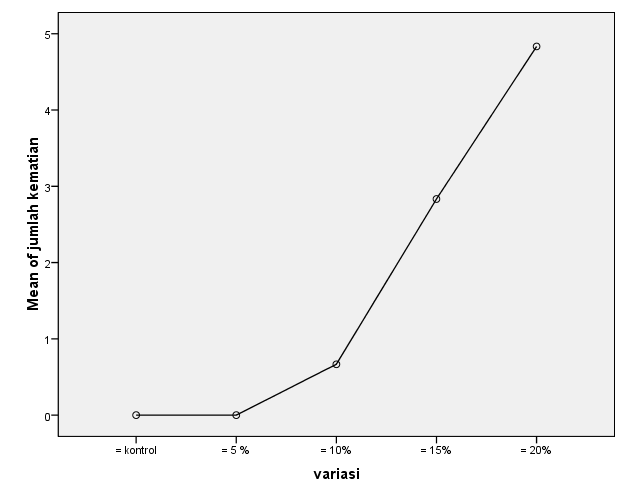 Mean of jumlah kematian
5
4
3
2
1
0
= kontrol
= 5 %
= 10%
= 15%
= 20%
variasi